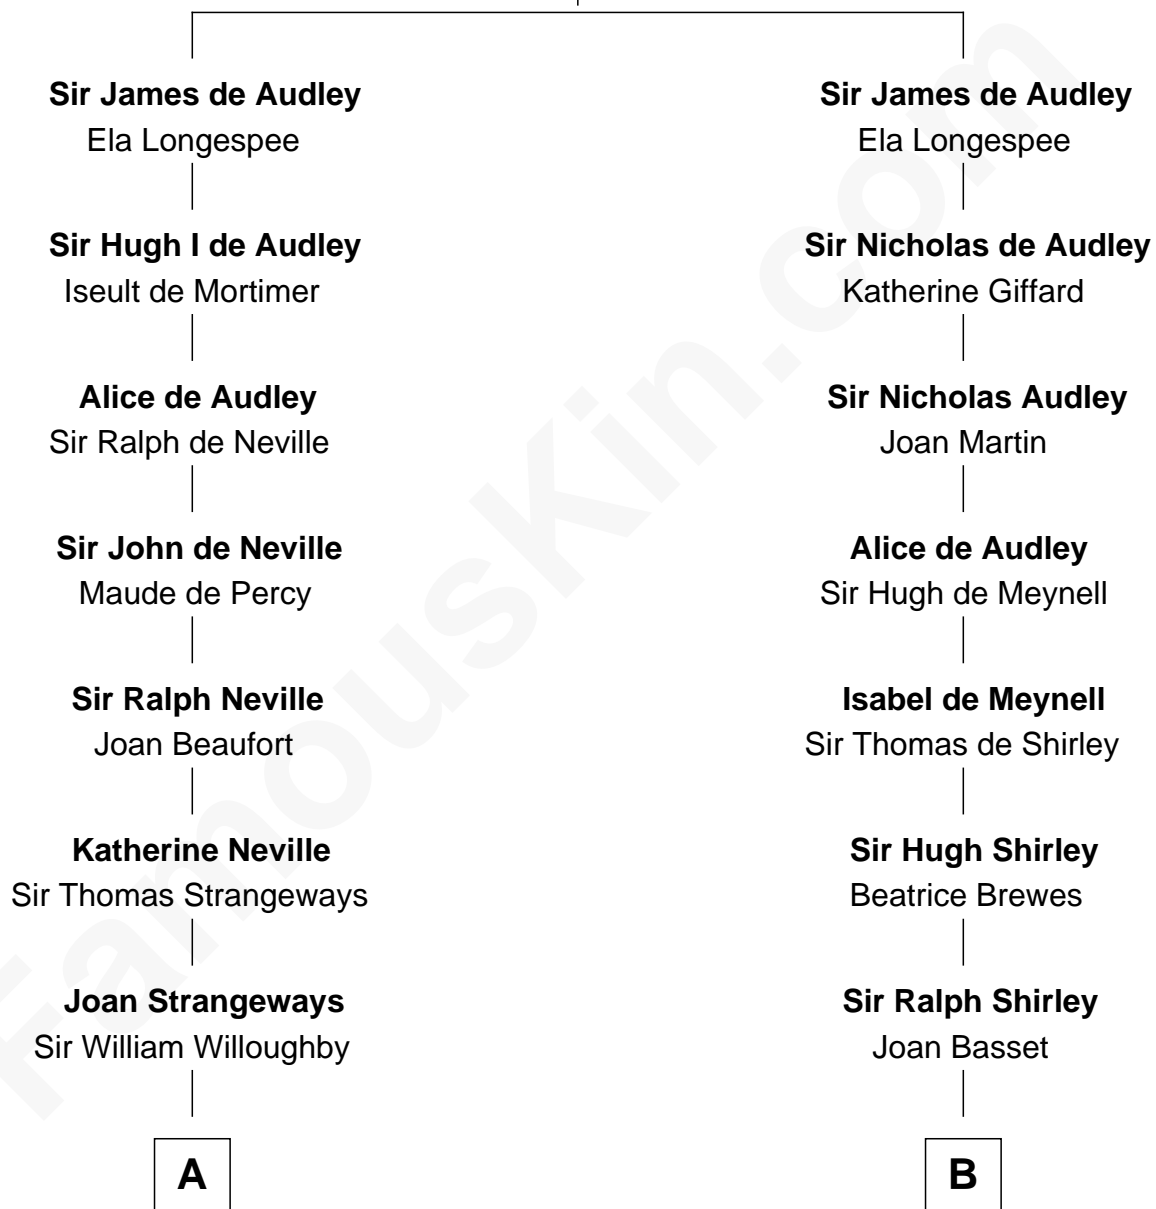 Sir James de Audley
Ela Longespee
Sir Hugh I de Audley
Iseult de Mortimer
Alice de Audley
Sir Ralph de Neville
Sir John de Neville
Maude de Percy
Sir Ralph Neville
Joan Beaufort
Katherine Neville
Sir Thomas Strangeways
Joan Strangeways
Sir William Willoughby
A
Sir James de Audley
Ela Longespee
Sir Nicholas de Audley
Katherine Giffard
Sir Nicholas Audley
Joan Martin
Alice de Audley
Sir Hugh de Meynell
Isabel de Meynell
Sir Thomas de Shirley
Sir Hugh Shirley
Beatrice Brewes
Sir Ralph Shirley
Joan Basset
B
FamousKin.com